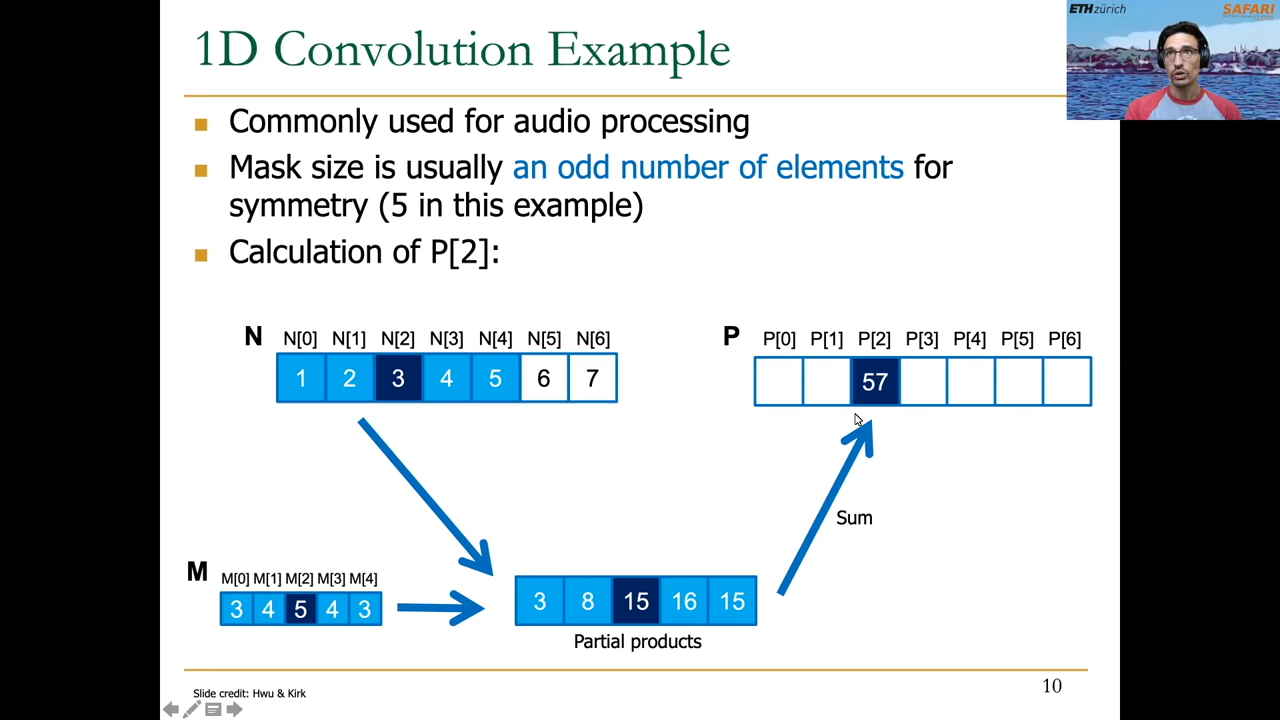 ETH zürich
SAFARI
1D Convolution Example
Commonly used for audio processing
Mask size is usually an odd number of elements for
symmetry (5 in this example)
Calculation of P[2]:
N N[0] N[1] N[2] N[3] N[4] N[5] N[6]
1 2 3 4 5 6 7
P P[0] P[1] P[2] P[3] P[4] P[5] P[6]
57
Sum
M M[0] M[1] M[2] M[3] M[4]
3 4 5 4 3
3 8 15 16 15
Partial products
Slide credit: Hwu & Kirk
10